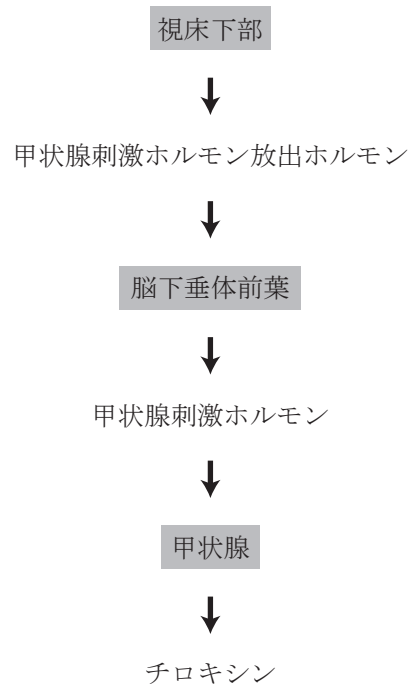 視床下部
甲状腺刺激ホルモン放出ホルモン
脳下垂体前葉
甲状腺刺激ホルモン
甲状腺
チロキシン